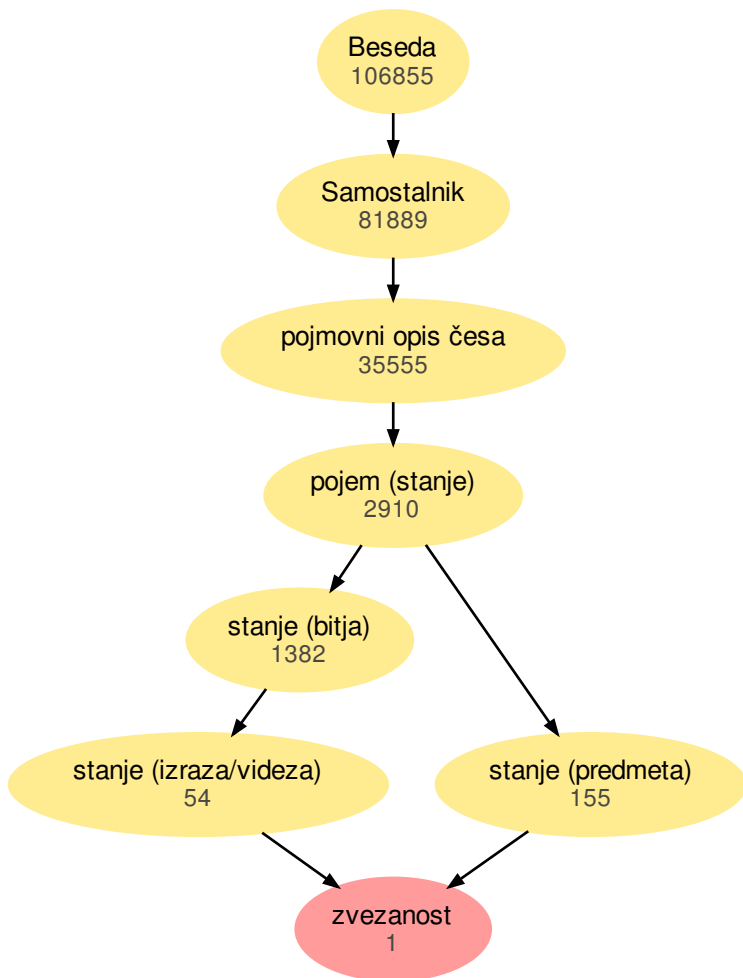 Beseda
106855
Samostalnik
81889
pojmovni opis česa
35555
pojem (stanje)
2910
stanje (bitja)
1382
stanje (izraza/videza)
54
stanje (predmeta)
155
zvezanost
1